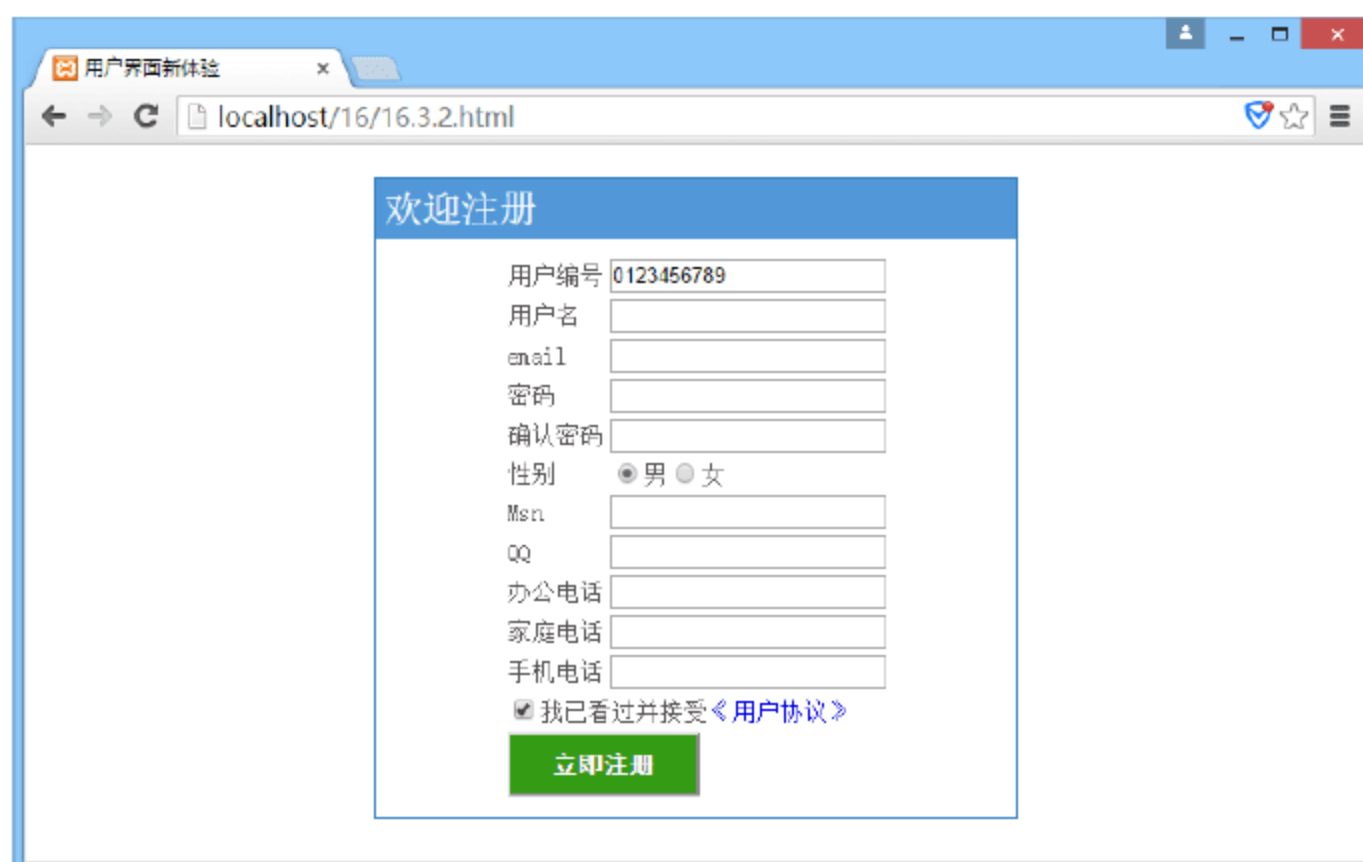 用户界面新体验
localhost/16/16.3.2.html
欢迎注册
用户编号 0123456789
用户名
email
密码
确认密码
性别 男 女
Msn
QQ
办公电话
家庭电话
手机电话
我已看过并接受《用户协议》
立即注册